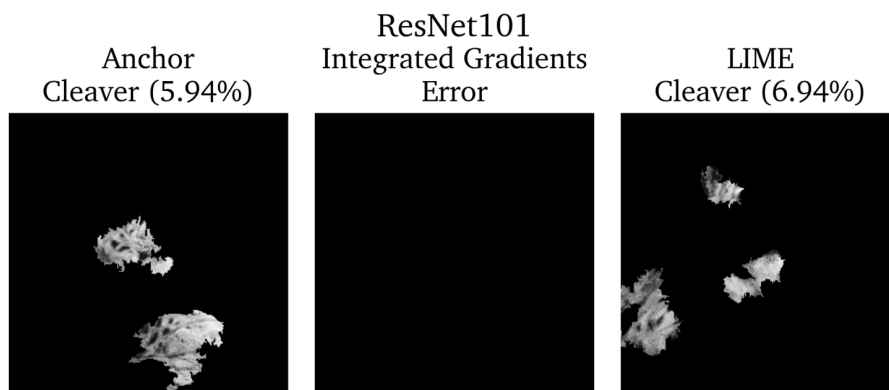 ResNet101
Anchor
Cleaver (5.94%)
Integrated Gradients
Error
LIME
Cleaver (6.94%)